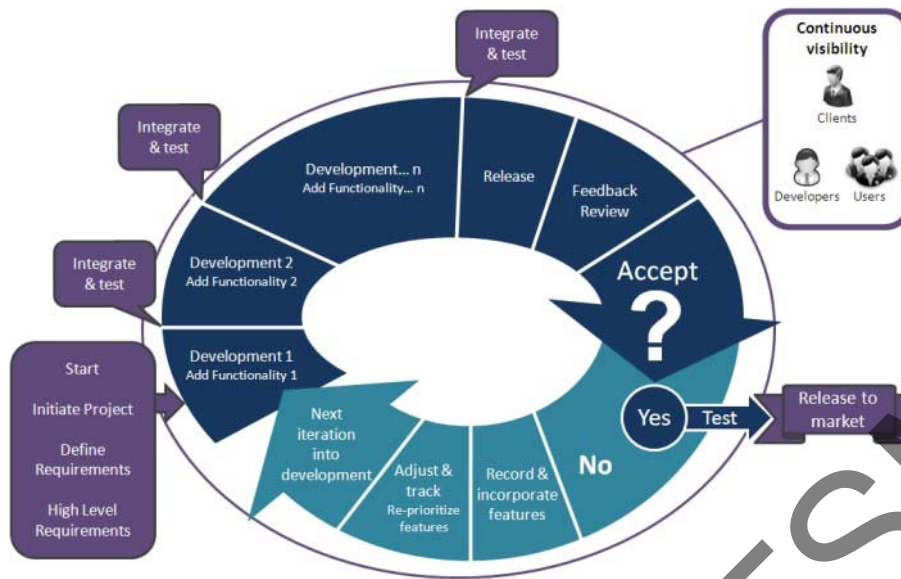 Start
Initiate Project
Define
Requirements
High Level
Requirements
Development 1
Add Functionality 1
Integrate
& test
Development 2
Add Functionality 2
Integrate
& test
Development... n
Add Functionality... n
Integrate
& test
Release
Feedback
Review
Accept
?
Yes
Test
Release to
market
No
Record &
incorporate
features
Adjust &
track
Re-prioritize
features
Next
iteration
into
development
Continuous
visibility
Clients
Developers
Users